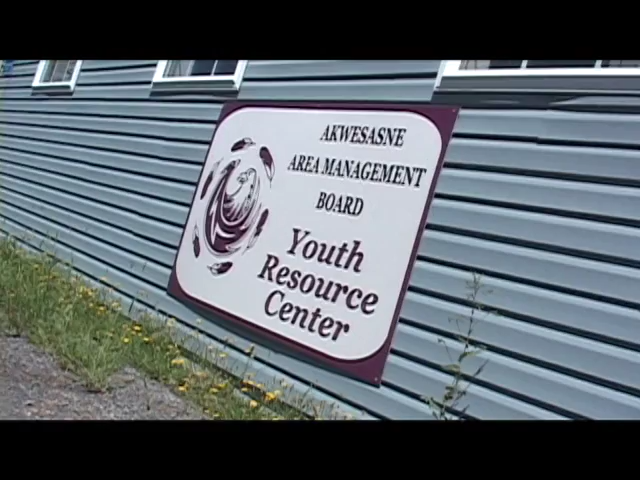 AKWESASNE
AREA MANAGEMENT
BOARD
Youth
Resource
Center